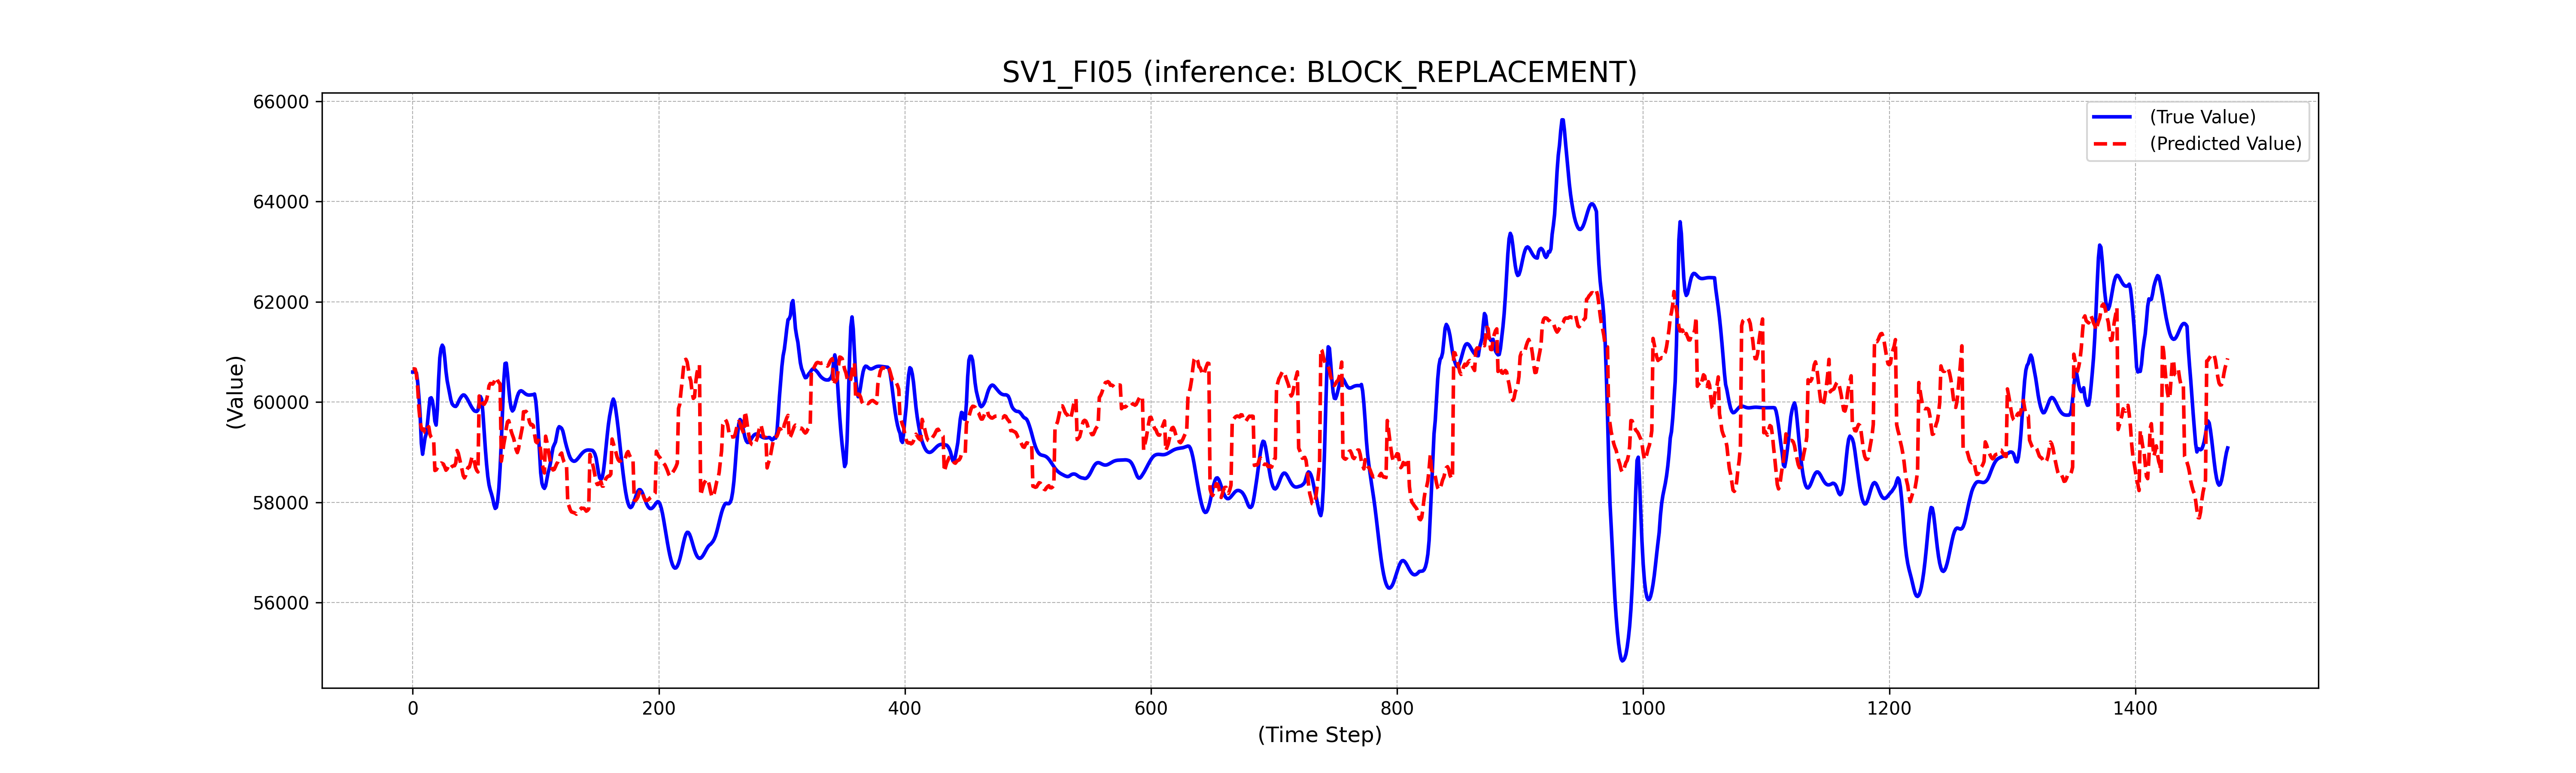 SV1_FI05 (inference: BLOCK_REPLACEMENT)
66000
64000
62000
60000
58000
56000
(Value)
(True Value)
(Predicted Value)
0 200 400 600 800 1000 1200 1400
(Time Step)